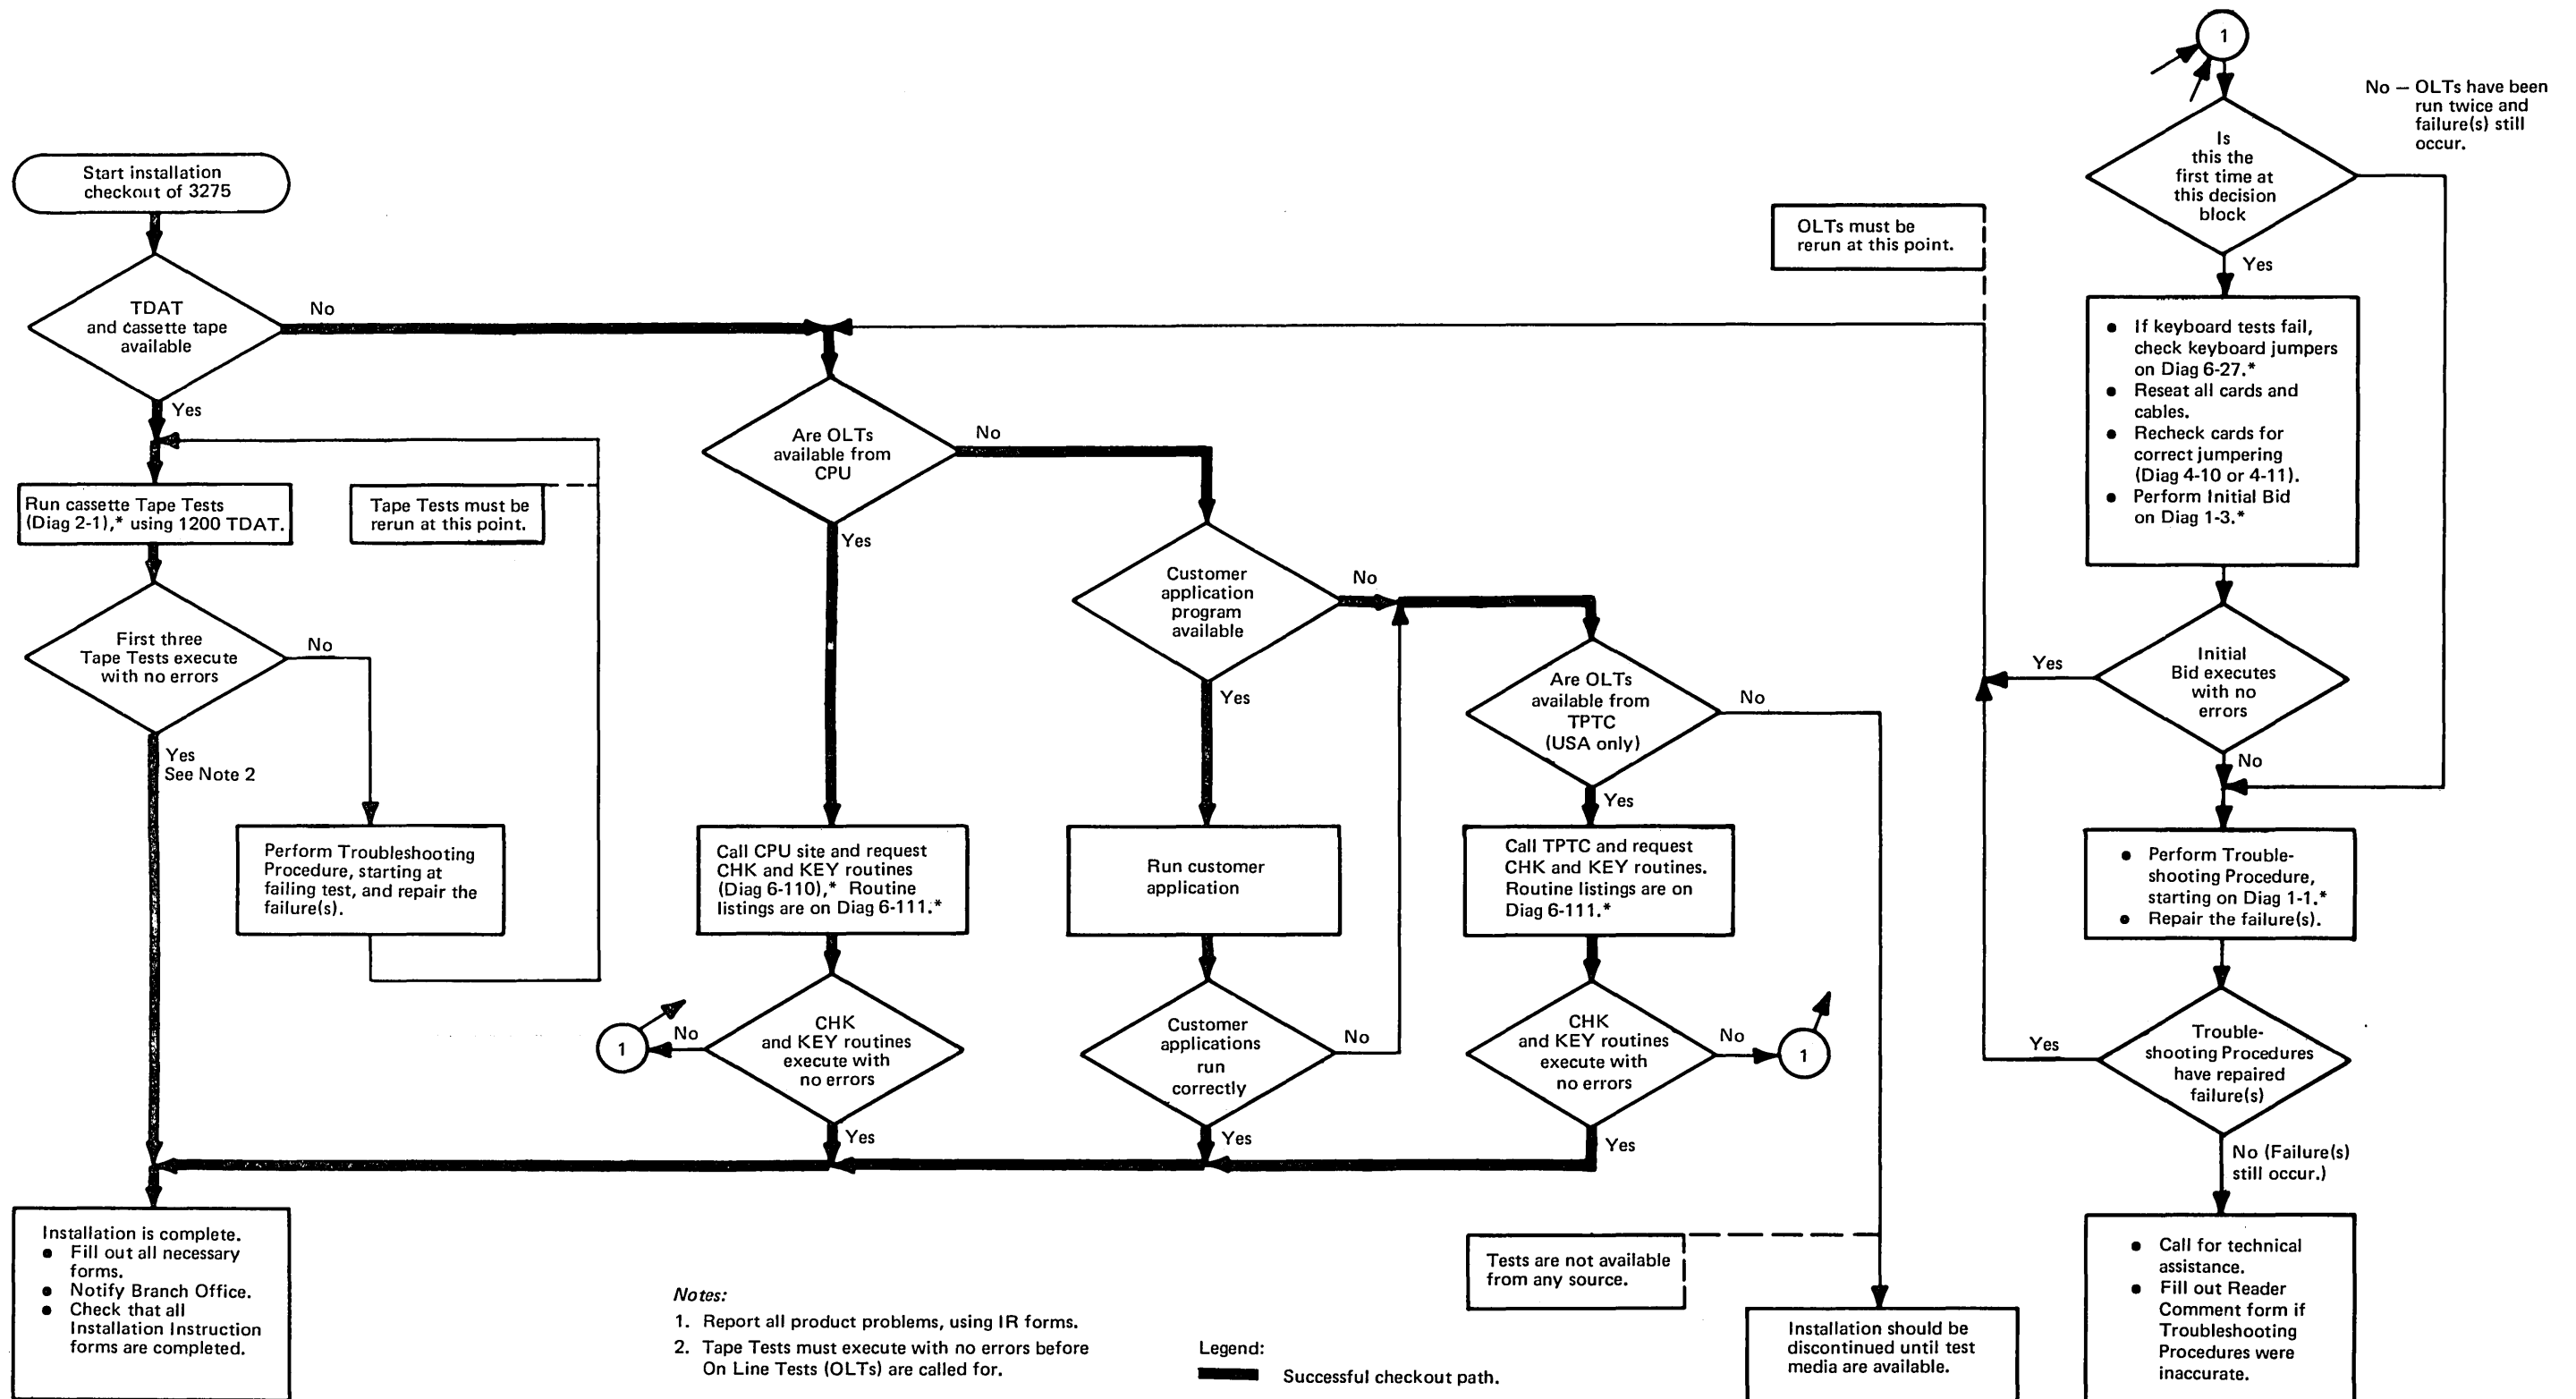 Start installation
checkout of 3275
TDAT
and cassette tape
available
No
Yes
Run cassette Tape Tests
(Diag 2-1),* using 1200 TDAT.
Tape Tests must be
rerun at this point.
First three
Tape Tests execute
with no errors
No
Yes
See Note 2
Perform Troubleshooting
Procedure, starting at
failing test, and repair the
failure(s).
Installation is complete.
● Fill out all necessary
forms.
● Notify Branch Office.
● Check that all
Installation Instruction
forms are completed.
Are OLTs
available from
CPU
No
Yes
Call CPU site and request
CHK and KEY routines
(Diag 6-110),* Routine
listings are on Diag 6-111.*
CHK
and KEY routines
execute with
no errors
No
1
Yes
Customer
application
program
available
No
Yes
Run customer
application
Customer
applications
run
correctly
No
Yes
Are OLTs
available from
TPTC
(USA only)
No
Yes
Call TPTC and request
CHK and KEY routines.
Routine listings are on
Diag 6-111.*
CHK
and KEY routines
execute with
no errors
No
1
Yes
Tests are not available
from any source.
Installation should be
discontinued until test
media are available.
OLTs must be
rerun at this point.
1
Is
this the
first time at
this decision
block
No — OLTs have been
run twice and
failure(s) still
occur.
Yes
● If keyboard tests fail,
check keyboard jumpers
on Diag 6-27.*
● Reseat all cards and
cables.
● Recheck cards for
correct jumpering
(Diag 4-10 or 4-11).
● Perform Initial Bid
on Diag 1-3.*
Initial
Bid executes
with no
errors
Yes
No
● Perform Trouble-
shooting Procedure,
starting on Diag 1-1.*
● Repair the failure(s).
Trouble-
shooting Procedures
have repaired
failure(s)
Yes
No (Failure(s)
still occur.)
● Call for technical
assistance.
● Fill out Reader
Comment form if
Troubleshooting
Procedures were
inaccurate.
Notes:
1. Report all product problems, using IR forms.
2. Tape Tests must execute with no errors before
On Line Tests (OLTs) are called for.
Legend:
Successful checkout path.